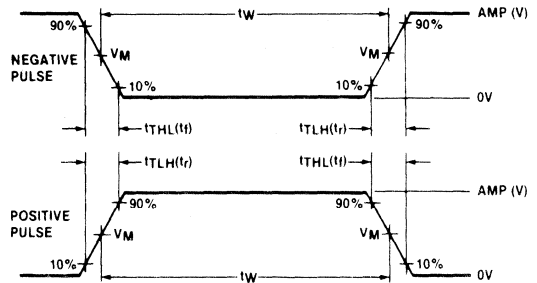 tW
AMP (V)
90%
90%
VM
VM
NEGATIVE
PULSE
10%
10%
0V
tTHL(tf)
tTLH(tr)
tTLH(tr)
tTHL(tf)
AMP (V)
90%
90%
POSITIVE
PULSE
VM
VM
10%
10%
0V
tW